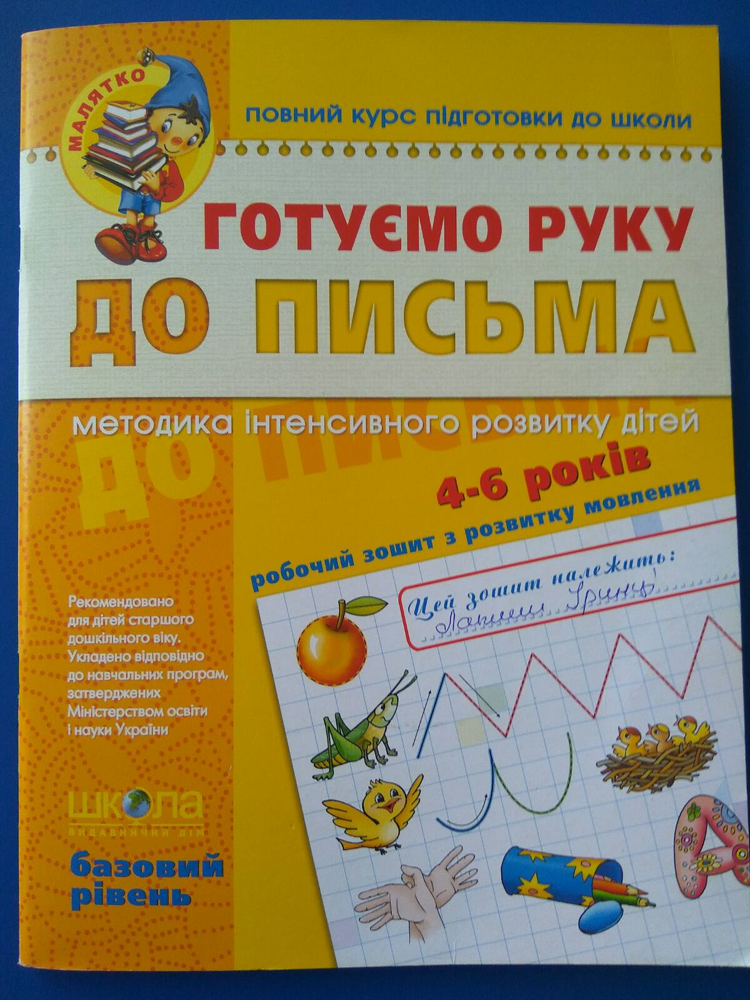 МАЛЯТКО
ПОВНИЙ КУРС ПІДГОТОВКИ ДО ШКОЛИ
ГОТУЄМО РУКУ
ДО ПИСЬМА
методика інтенсивного розвитку дітей
4-6 років
робочий зошит з розвитку мовлення
Цей зошит належить:
Іринці
Рекомендовано
для дітей старшого
дошкільного віку.
Укладено відповідно
до навчальних програм,
затверджених
Міністерством освіти
і науки України
школа
ВИДАВНИЧИЙ ДІМ
базовий
рівень
А